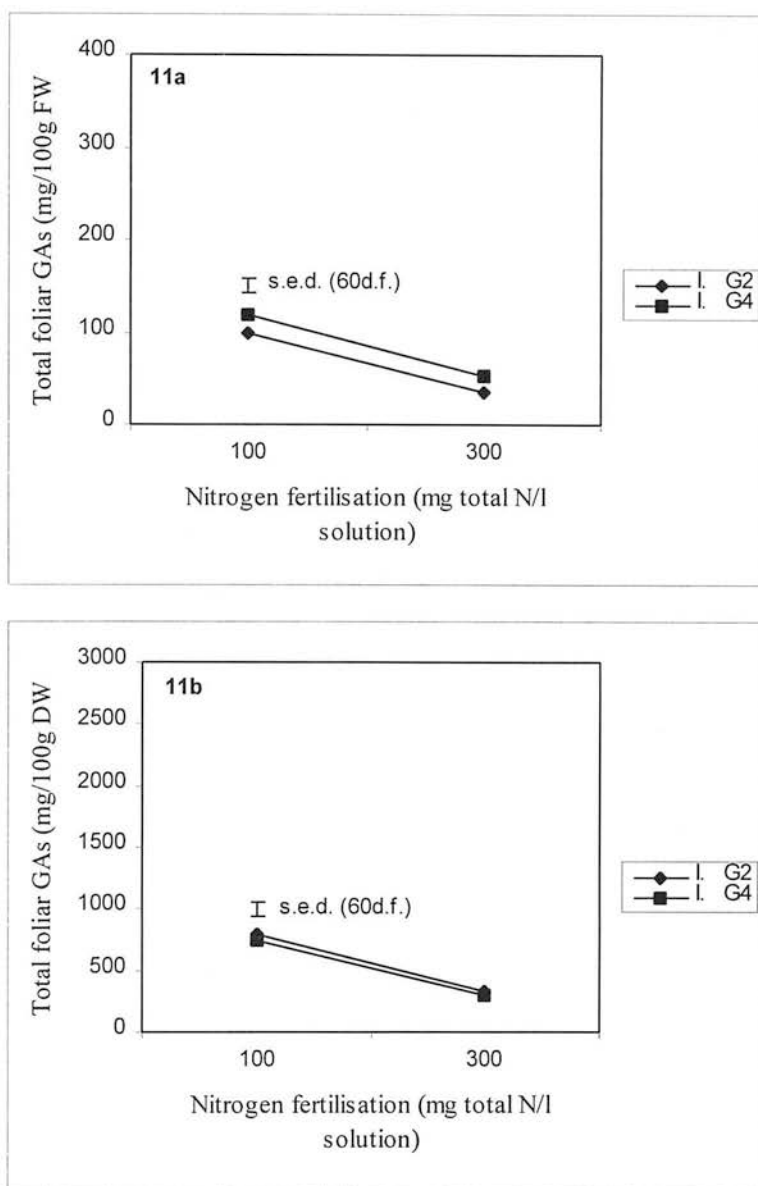 11a
Total foliar GAs (mg/100g FW)
400
300
200
100
0
s.e.d. (60d.f.)
100
300
Nitrogen fertilisation (mg total N/l
solution)
I. G2
I. G4
11b
Total foliar GAs (mg/100g DW)
3000
2500
2000
1500
1000
500
0
s.e.d. (60d.f.)
100
300
Nitrogen fertilisation (mg total N/l
solution)
I. G2
I. G4